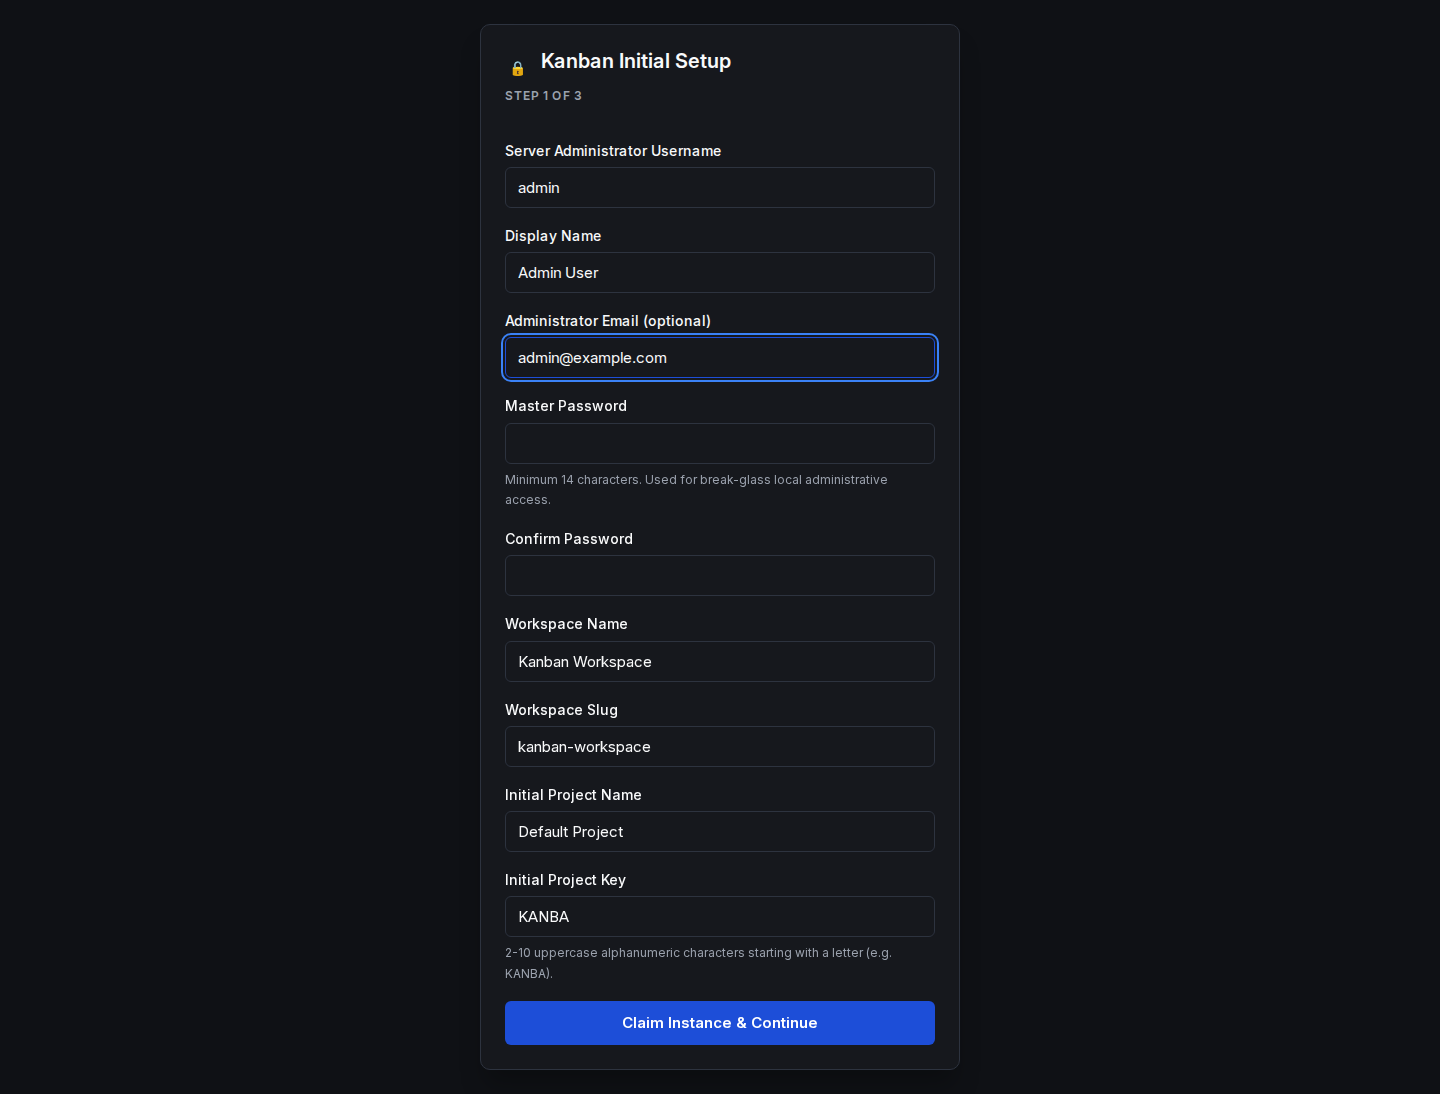 Kanban Initial Setup
STEP 1 OF 3
Server Administrator Username
admin
Display Name
Admin User
Administrator Email (optional)
admin@example.com
Master Password
Minimum 14 characters. Used for break-glass local administrative
access.
Confirm Password
Workspace Name
Kanban Workspace
Workspace Slug
kanban-workspace
Initial Project Name
Default Project
Initial Project Key
KANBA
2-10 uppercase alphanumeric characters starting with a letter (e.g.
KANBA).
Claim Instance & Continue